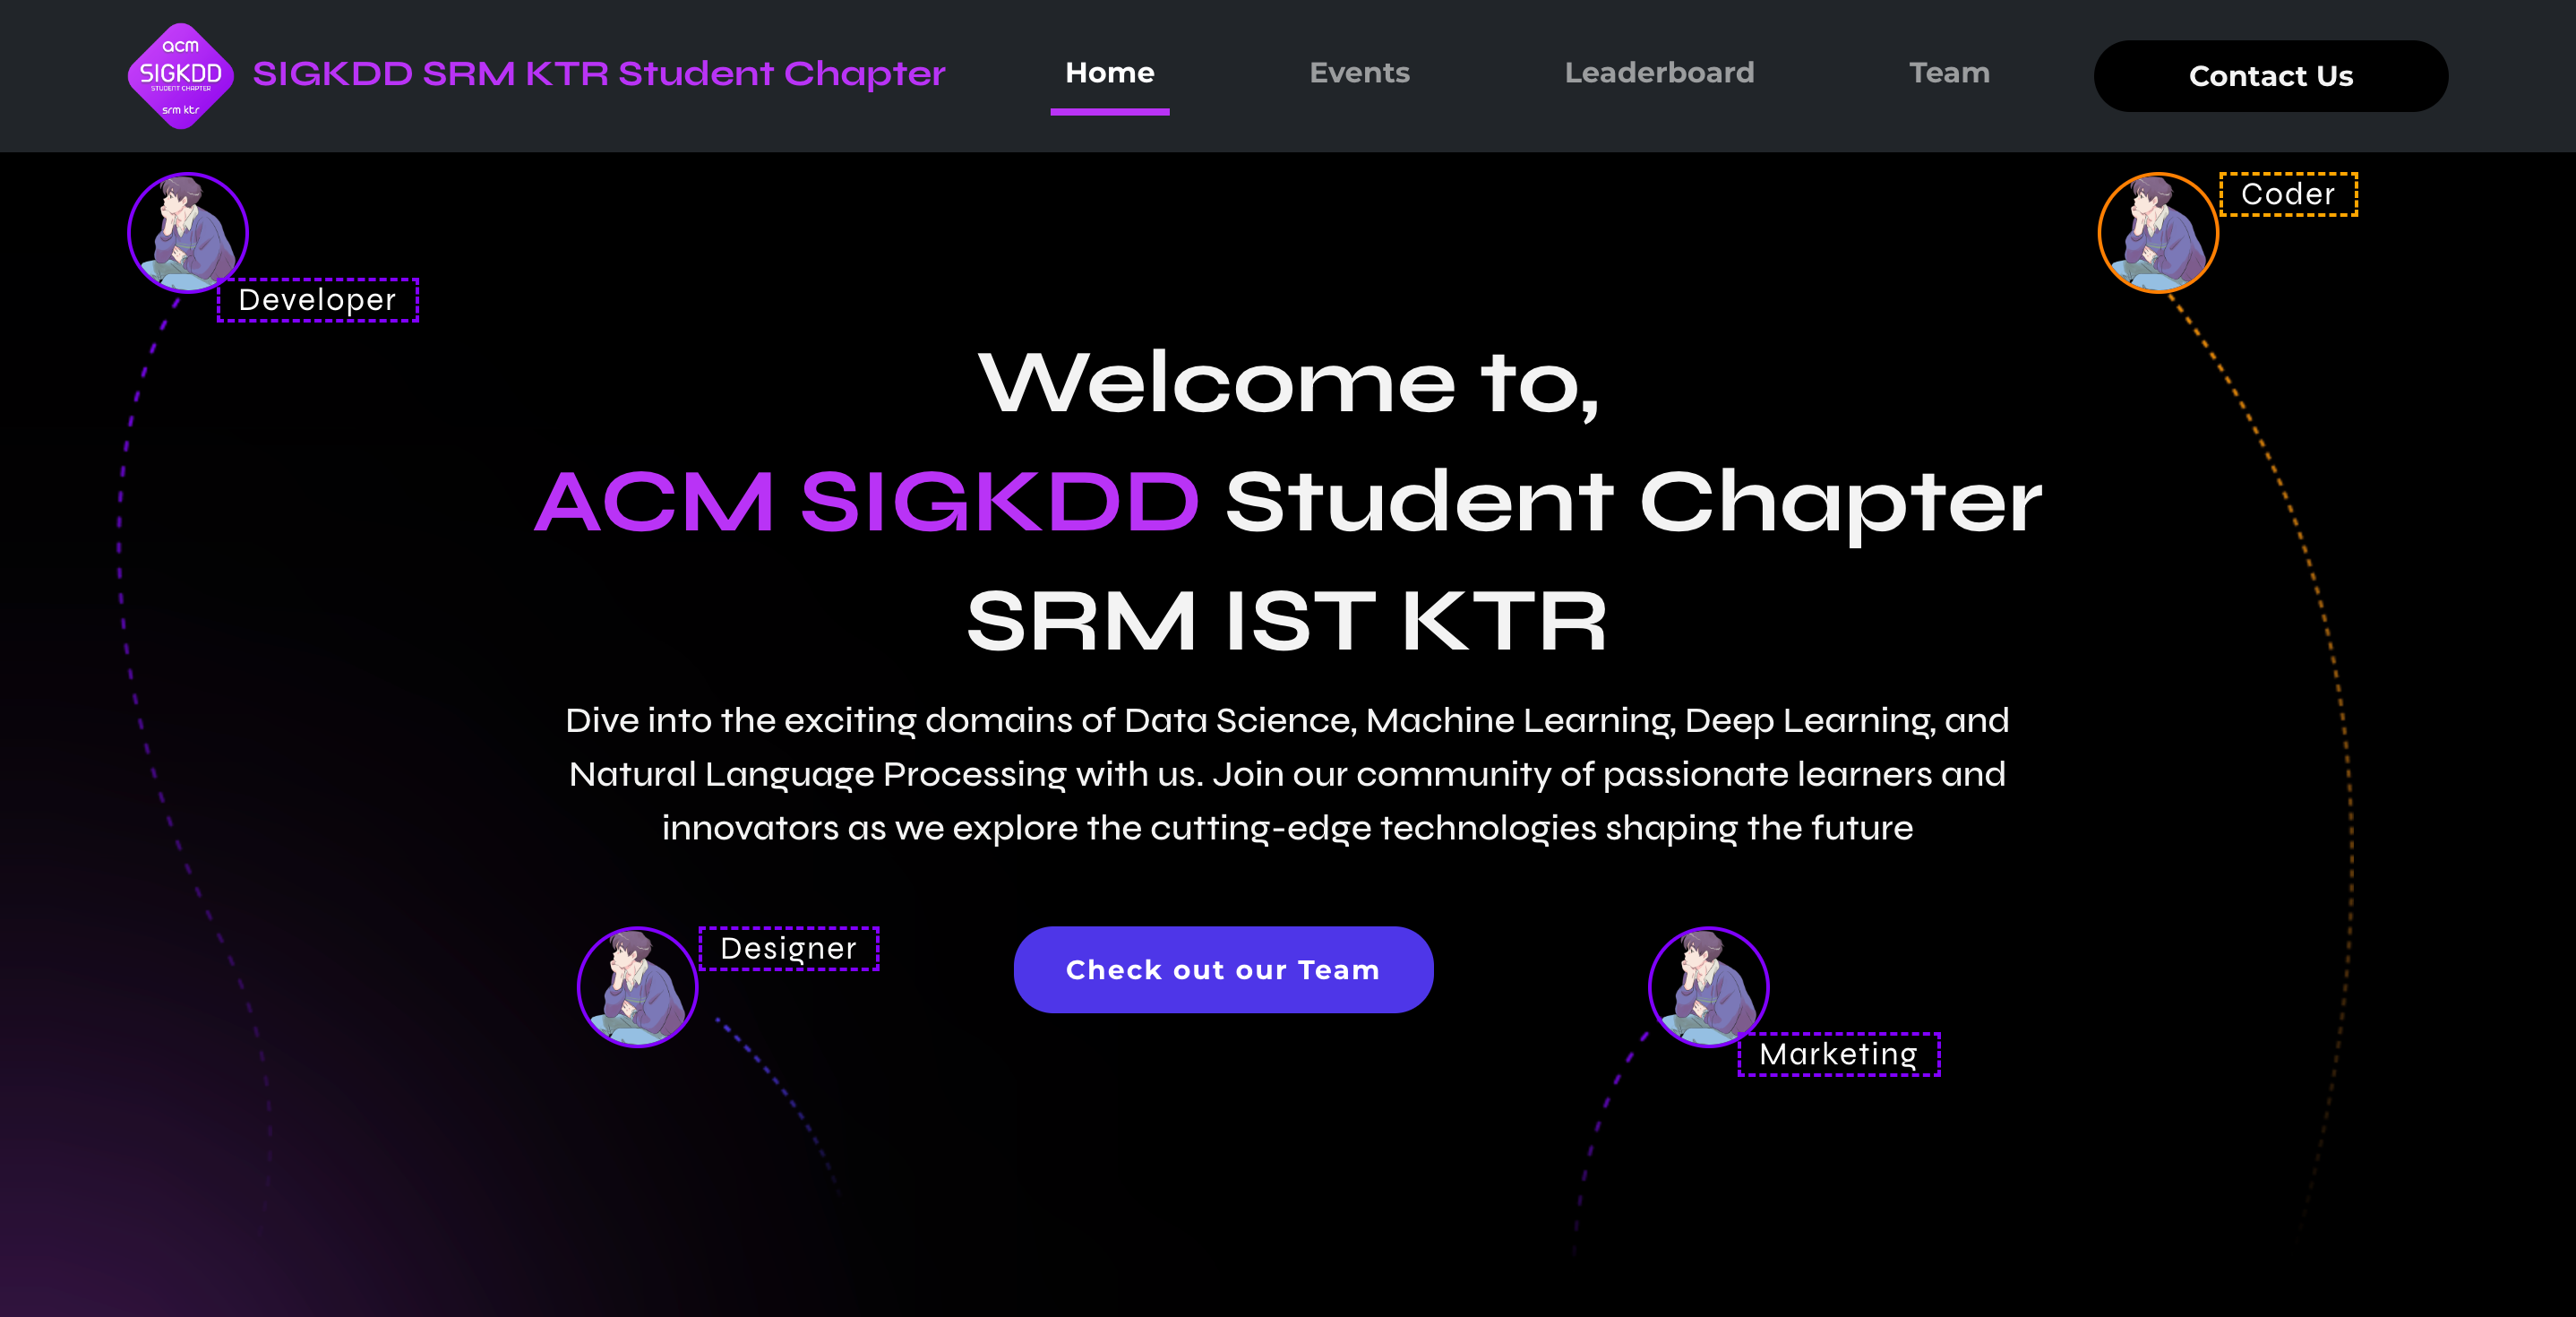 acm
SIGKDD
STUDENT CHAPTER
srm ktr
SIGKDD SRM KTR Student Chapter
Home
Events
Leaderboard
Team
Contact Us
Developer
Coder
Welcome to,
ACM SIGKDD Student Chapter
SRM IST KTR
Dive into the exciting domains of Data Science, Machine Learning, Deep Learning, and
Natural Language Processing with us. Join our community of passionate learners and
innovators as we explore the cutting-edge technologies shaping the future
Designer
Check out our Team
Marketing